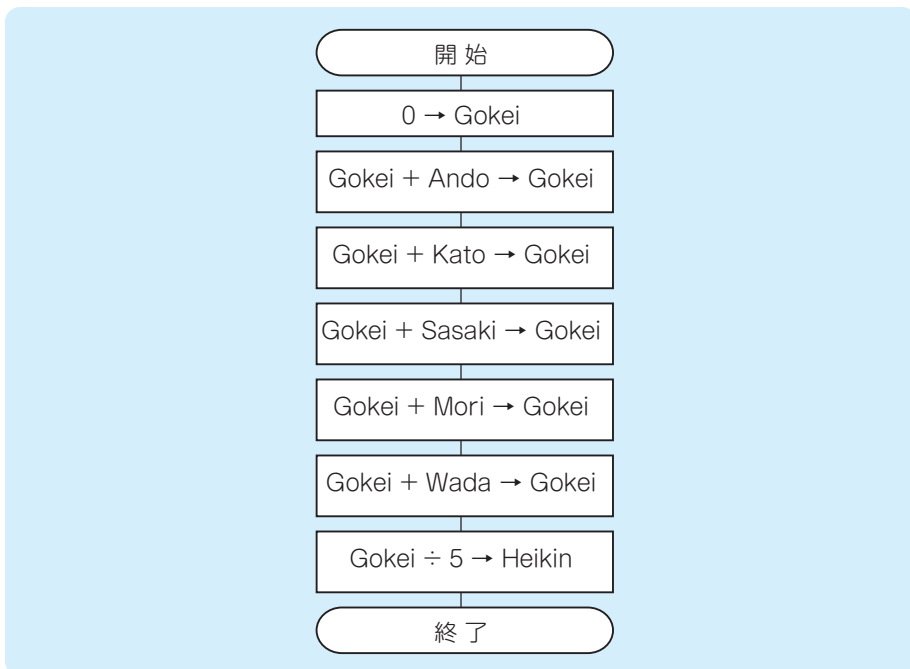 開 始
0 → Gokei
Gokei + Ando → Gokei
Gokei + Kato → Gokei
Gokei + Sasaki → Gokei
Gokei + Mori → Gokei
Gokei + Wada → Gokei
Gokei ÷ 5 → Heikin
終 了